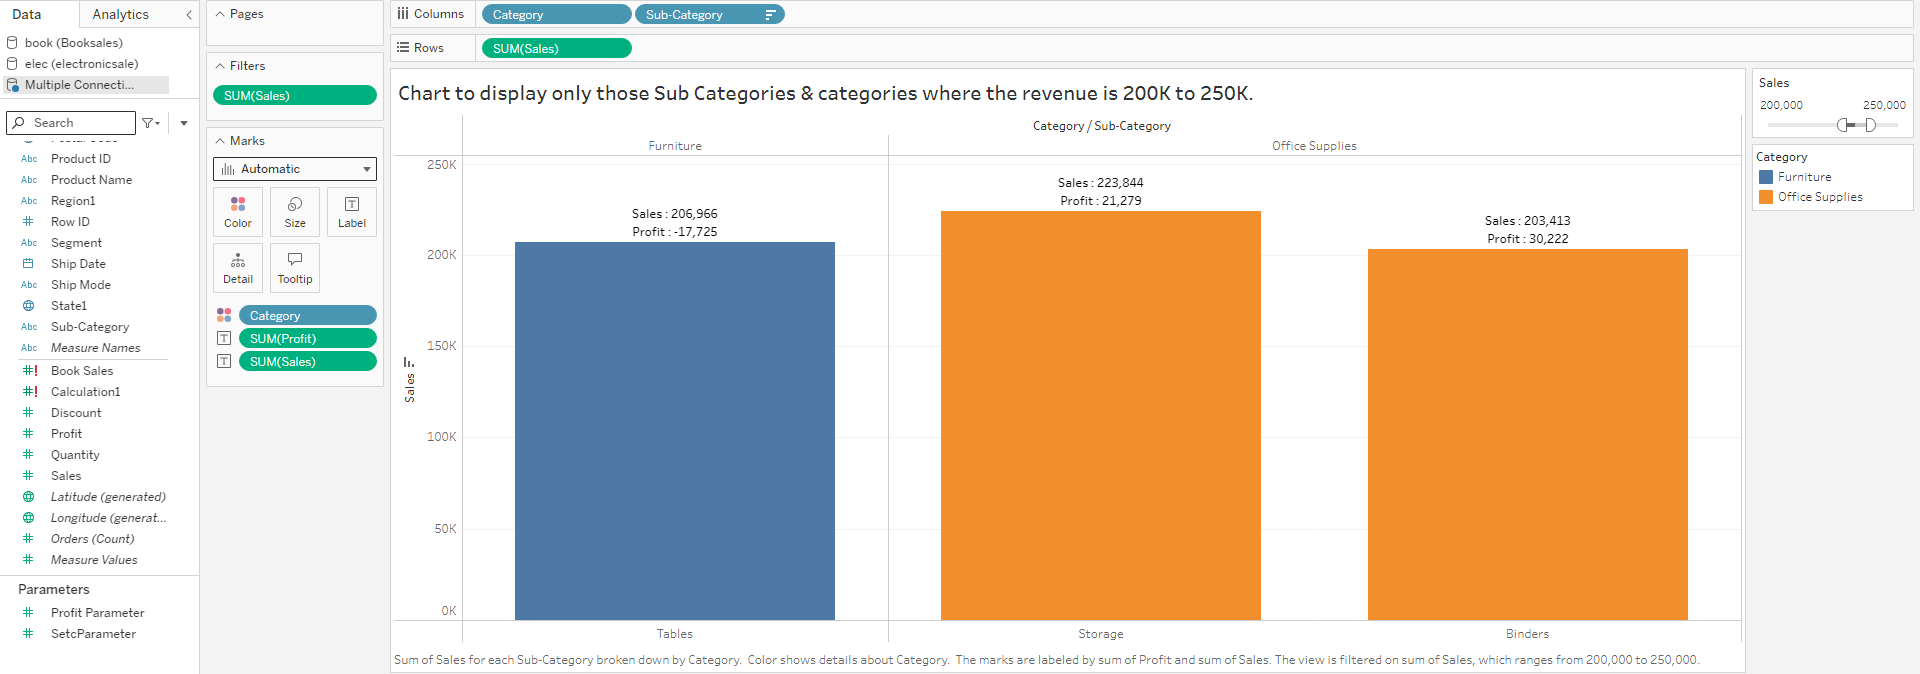 Data
Analytics
book (Booksales)
elec (electronicsale)
Multiple Connecti...
Search
Product ID
Abc
Product Name
Abc
Region1
Abc
Row ID
Segment
Abc
Ship Date
Ship Mode
Abc
State1
Sub-Category
Abc
Measure Names
Abc
Book Sales
Calculation1
Discount
Profit
Quantity
Sales
Latitude (generated)
Longitude (generat...
Orders (Count)
Measure Values
Parameters
Profit Parameter
SetcParameter
Pages
Filters
SUM(Sales)
Marks
Automatic
Color
Size
Label
Detail
Tooltip
Category
SUM(Profit)
SUM(Sales)
Columns
Category
Sub-Category
Rows
SUM(Sales)
Chart to display only those Sub Categories & categories where the revenue is 200K to 250K.
Category / Sub-Category
Furniture
Office Supplies
250K
200K
150K
100K
50K
0K
Sales
Sales : 206,966
Profit : -17,725
Sales : 223,844
Profit : 21,279
Sales : 203,413
Profit : 30,222
Tables
Storage
Binders
Sum of Sales for each Sub-Category broken down by Category. Color shows details about Category. The marks are labeled by sum of Profit and sum of Sales. The view is filtered on sum of Sales, which ranges from 200,000 to 250,000.
Sales
200,000
250,000
Category
Furniture
Office Supplies